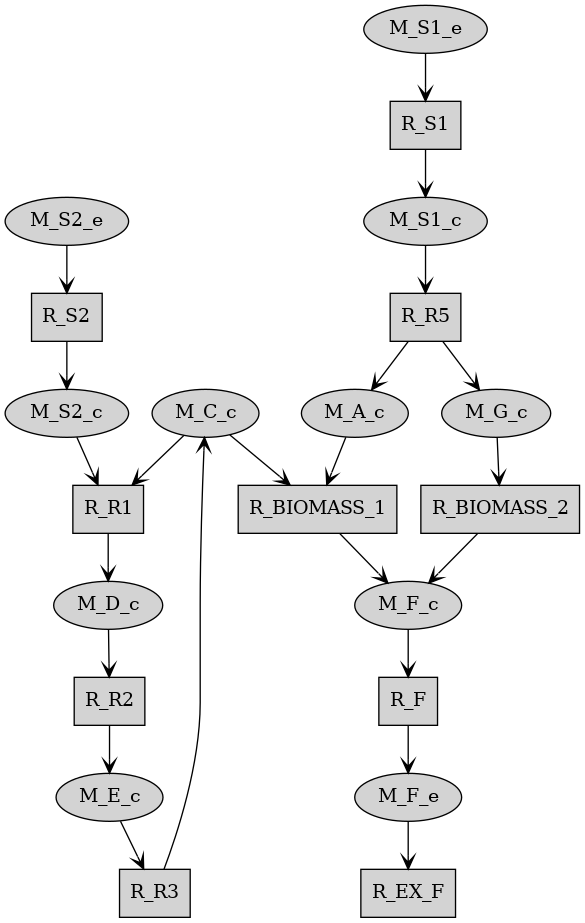 M_S1_e
R_S1
M_S2_e
M_S1_c
R_S2
R_R5
M_S2_c
M_C_c
M_A_c
M_G_c
R_R1
R_BIOMASS_1
R_BIOMASS_2
M_D_c
M_F_c
R_R2
R_F
M_E_c
M_F_e
R_R3
R_EX_F